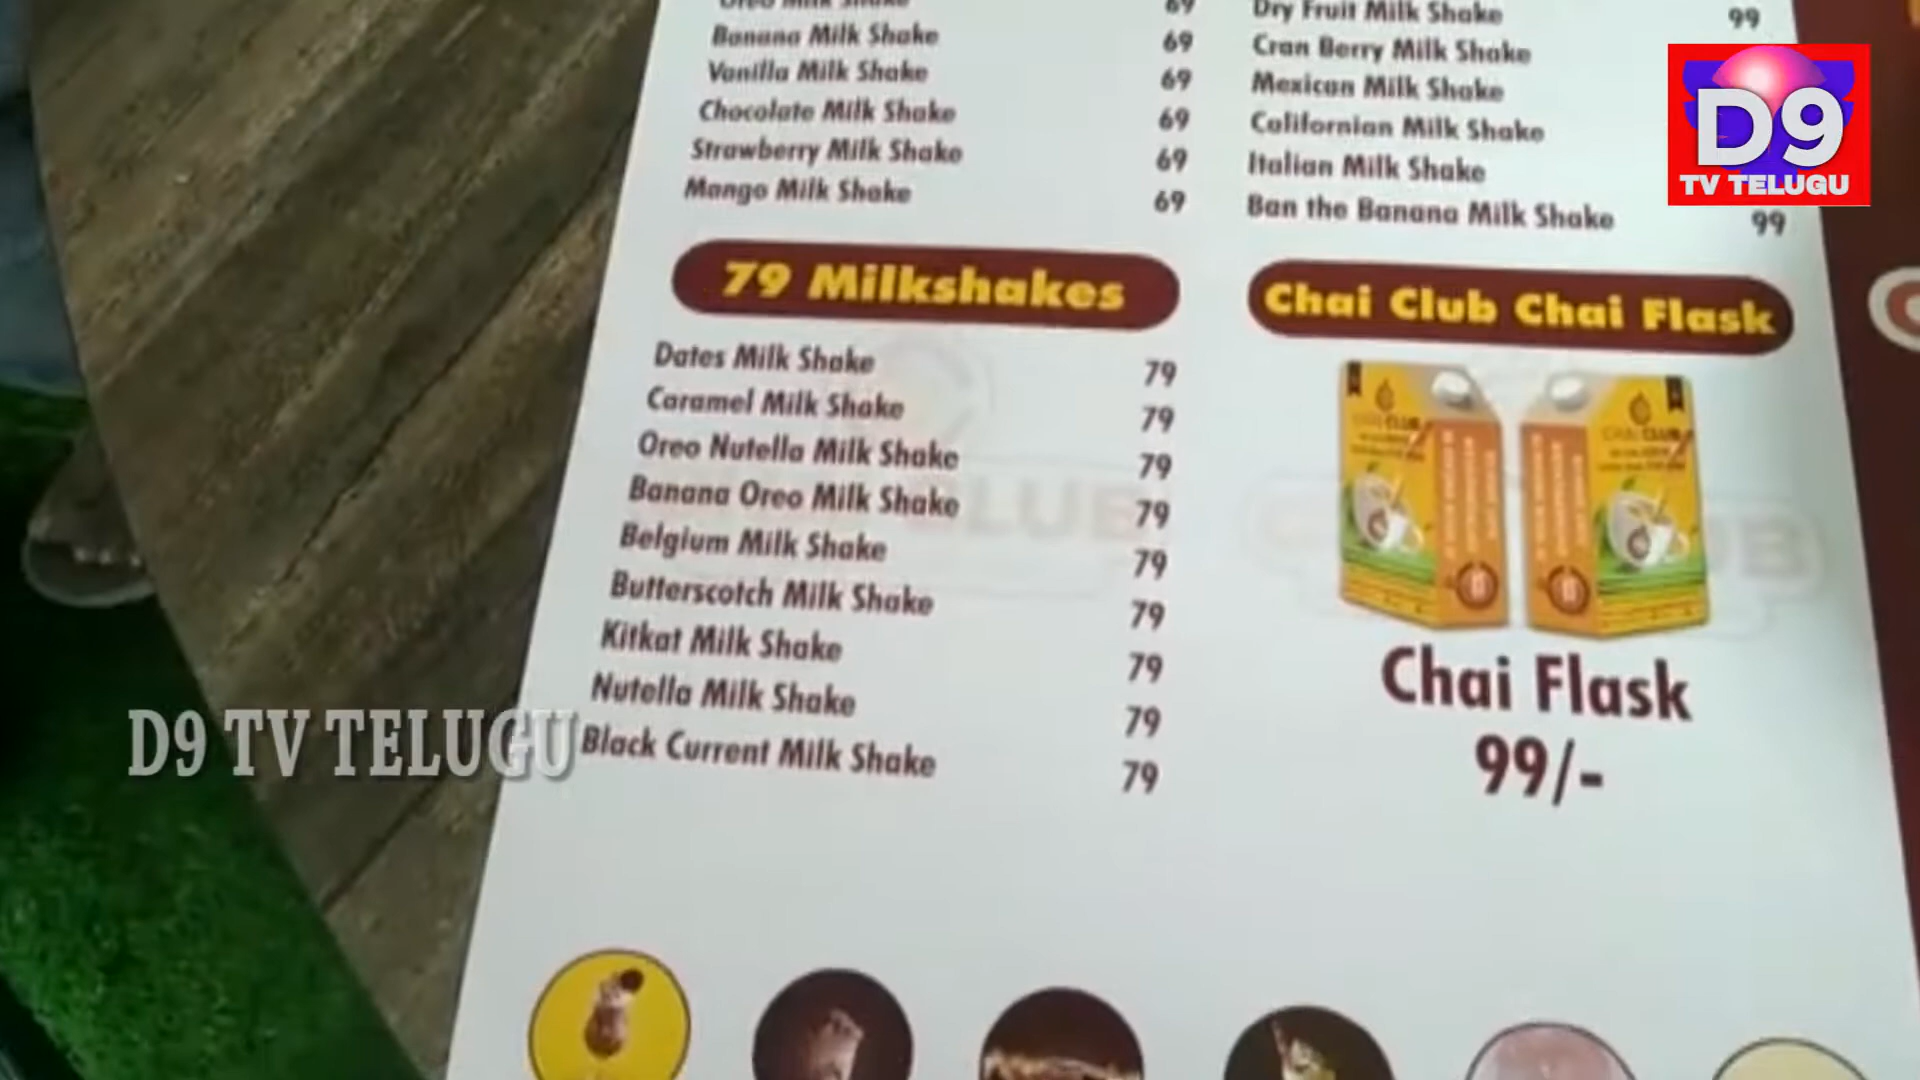 Oreo Milk Shake 69
Banana Milk Shake 69
Vanilla Milk Shake 69
Chocolate Milk Shake 69
Strawberry Milk Shake 69
Mango Milk Shake 69
79 Milkshakes
Dates Milk Shake 79
Caramel Milk Shake 79
Oreo Nutella Milk Shake 79
Banana Oreo Milk Shake 79
Belgium Milk Shake 79
Butterscotch Milk Shake 79
Kitkat Milk Shake 79
Nutella Milk Shake 79
Black Current Milk Shake 79
Dry Fruit Milk Shake 99
Cran Berry Milk Shake
Mexican Milk Shake
Californian Milk Shake
Italian Milk Shake
Ban the Banana Milk Shake 99
Chai Club Chai Flask
Chai Flask
99/-
D9
TV TELUGU
D9 TV TELUGU